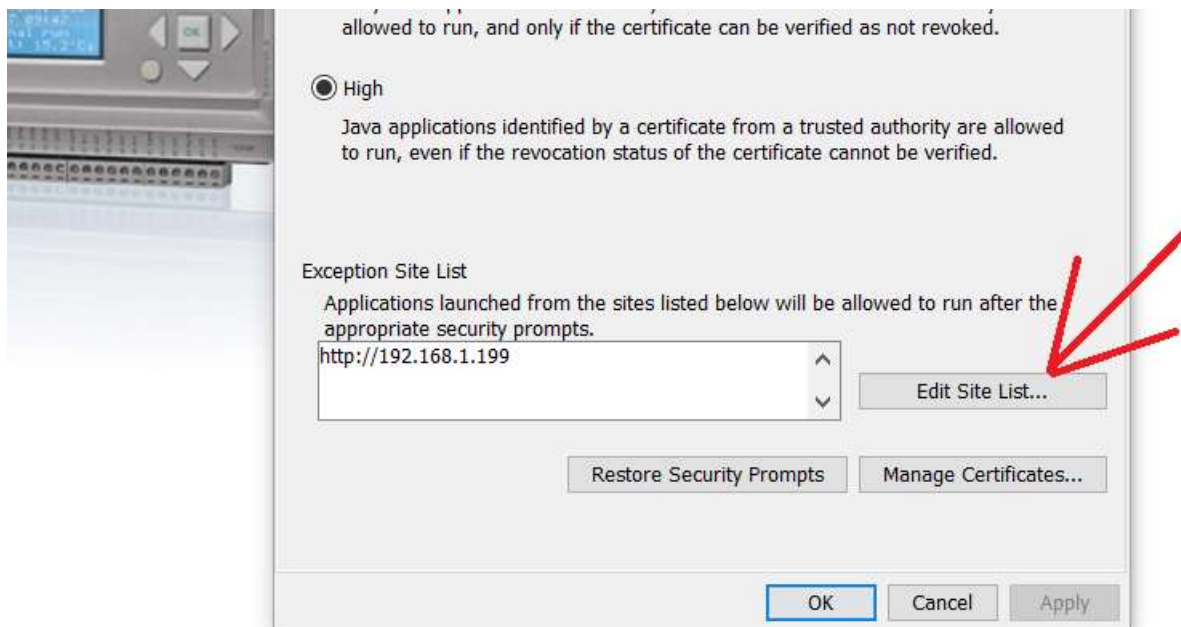 allowed to run, and only if the certificate can be verified as not revoked.
High
Java applications identified by a certificate from a trusted authority are allowed
to run, even if the revocation status of the certificate cannot be verified.
Exception Site List
Applications launched from the sites listed below will be allowed to run after the
appropriate security prompts.
http://192.168.1.199
Edit Site List...
Restore Security Prompts
Manage Certificates...
OK
Cancel
Apply